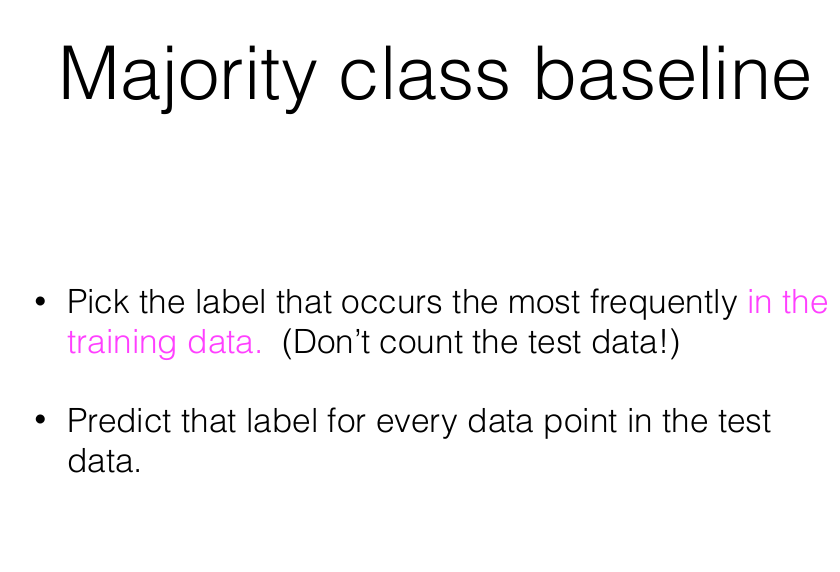 Majority class baseline
• Pick the label that occurs the most frequently in the
training data. (Don’t count the test data!)
• Predict that label for every data point in the test
data.